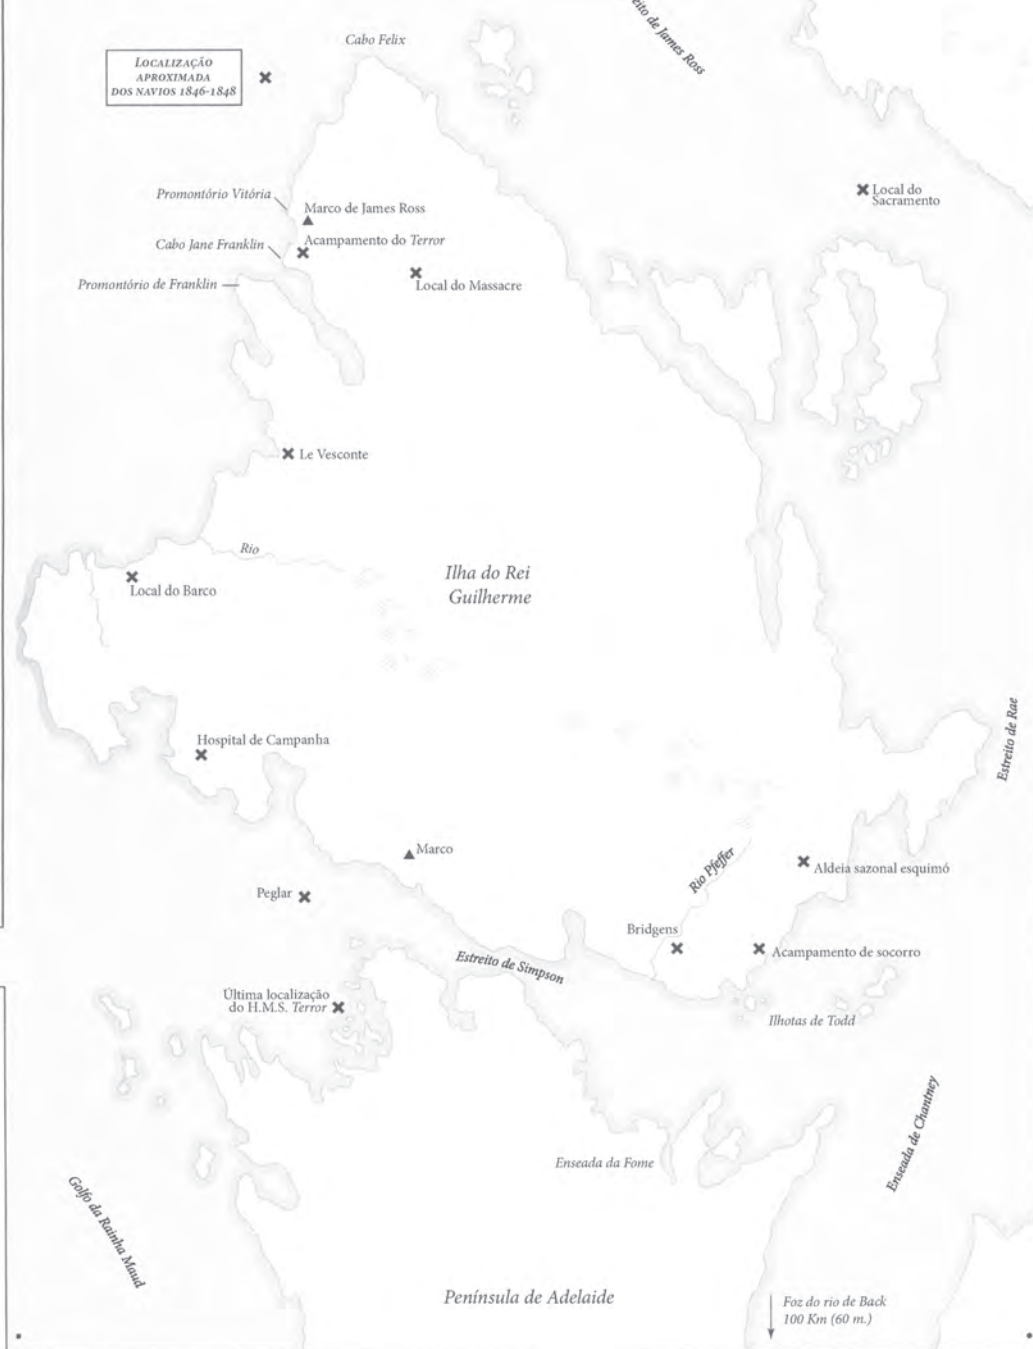 Cabo Felix
LOCALIZAÇÃO
APROXIMADA
DOS NAVIOS 1846-1848
de James Ross
Promontório Vitória
Marco de James Ross
Local do
Sacramento
Cabo Jane Franklin
Acampamento do Terror
Promontório de Franklin
Local do Massacre
Le Vesconte
Rio
Ilha do Rei
Guilherme
Local do Barco
Estreito de Rae
Hospital de Campanha
Marco
Rio Pfeffer
Aldeia sazonal esquimó
Peglar
Bridgens
Acampamento de socorro
Estreito de Simpson
Última localização
do H.M.S. Terror
Ilhotas de Todd
Enseada de Chantney
Enseada da Fome
Golfo da Rainha Maud
Península de Adelaide
Foz do rio de Back
100 Km (60 m.)